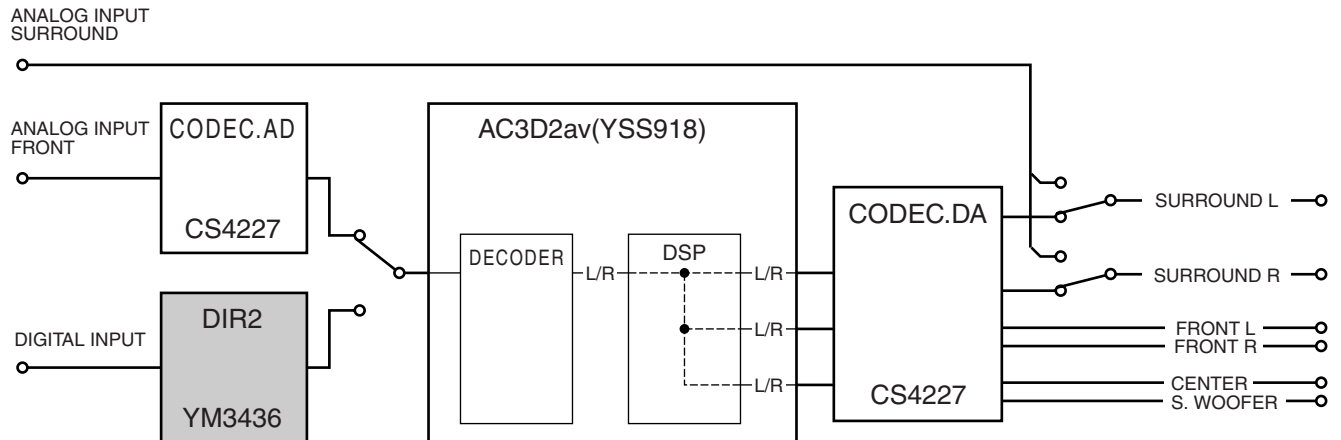 ANALOG INPUT
SURROUND
ANALOG INPUT
FRONT
CODEC.AD
CS4227
AC3D2av(YSS918)
DECODER
L/R
DSP
L/R
L/R
L/R
CODEC.DA
CS4227
SURROUND L
SURROUND R
FRONT L
FRONT R
CENTER
S. WOOFER
DIGITAL INPUT
DIR2
YM3436